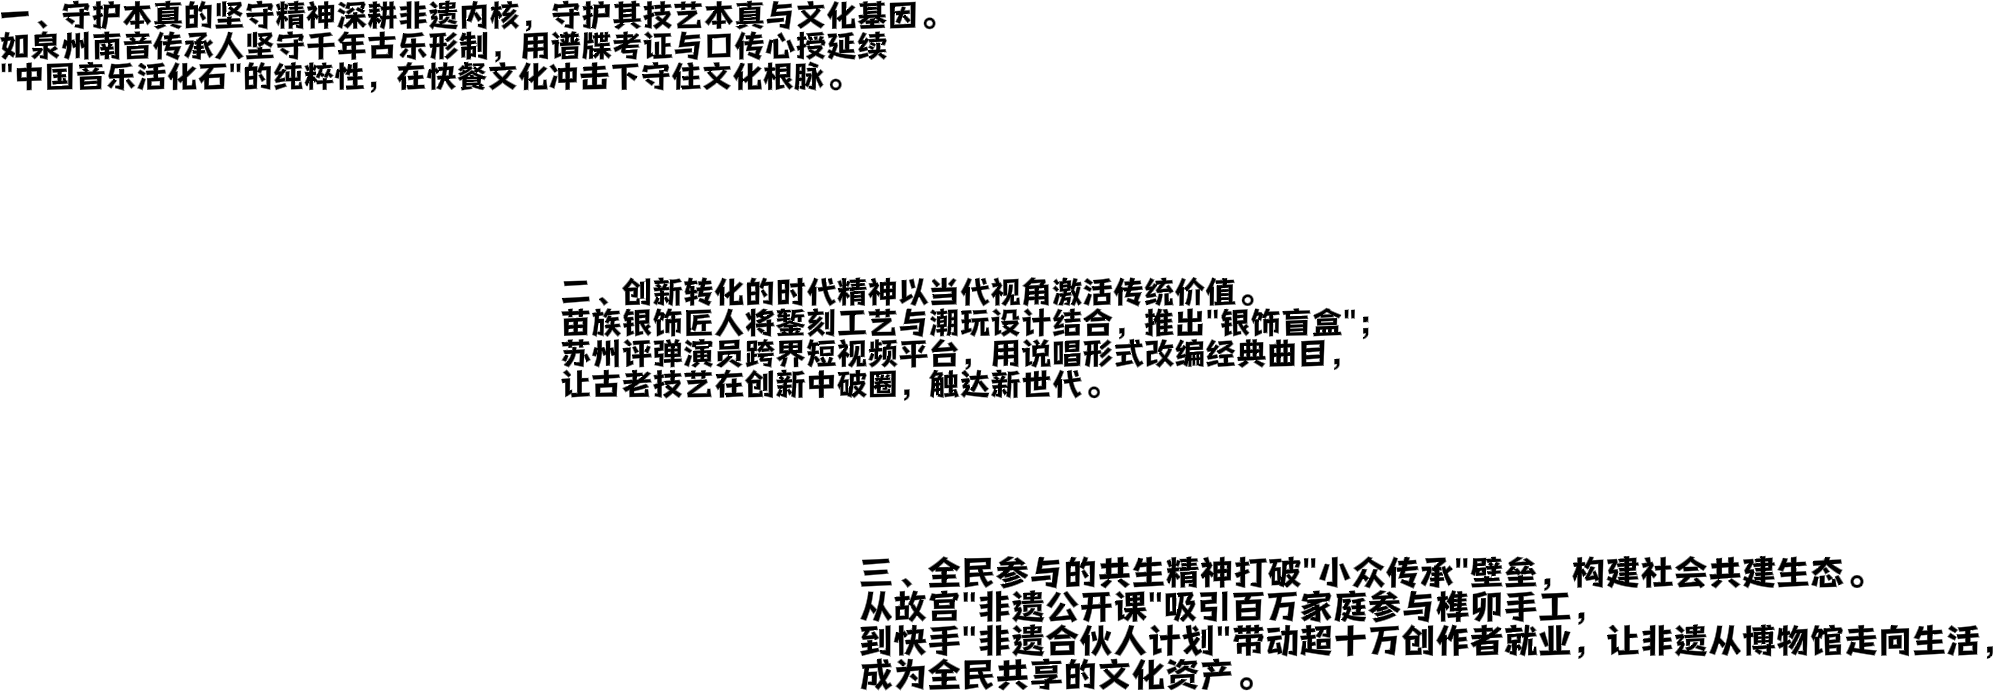 一、守护本真的坚守精神深耕非遗内核，守护其技艺本真与文化基因。
如泉州南音传承人坚守千年古乐形制，用谱牒考证与口传心授延续
"中国音乐活化石"的纯粹性，在快餐文化冲击下守住文化根脉。
二、创新转化的时代精神以当代视角激活传统价值。
苗族银饰匠人将錾刻工艺与潮玩设计结合，推出"银饰盲盒"；
苏州评弹演员跨界短视频平台，用说唱形式改编经典曲目，
让古老技艺在创新中破圈，触达新世代。
三、全民参与的共生精神打破"小众传承"壁垒，构建社会共建生态。
从故宫"非遗公开课"吸引百万家庭参与榫卯手工，
到快手"非遗合伙人计划"带动超十万创作者就业，让非遗从博物馆走向生活，
成为全民共享的文化资产。